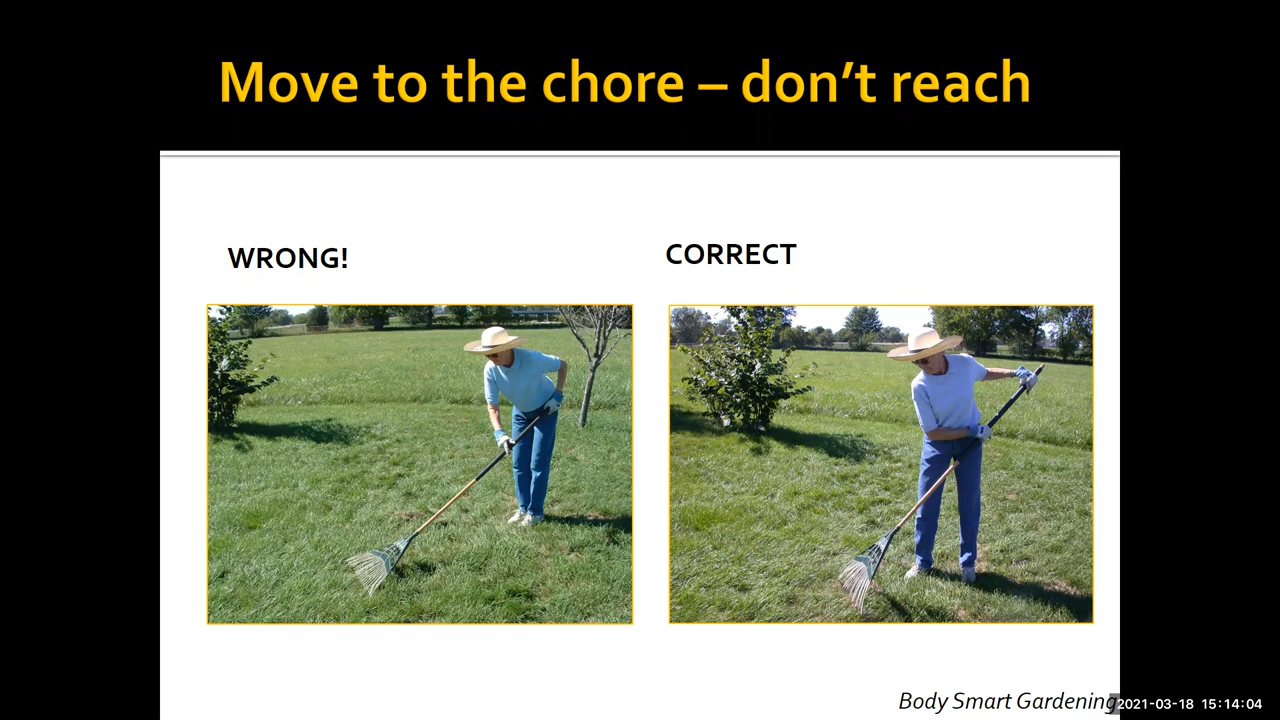 Move to the chore – don’t reach
WRONG!
CORRECT
Body Smart Gardening
2021-03-18 15:14:04